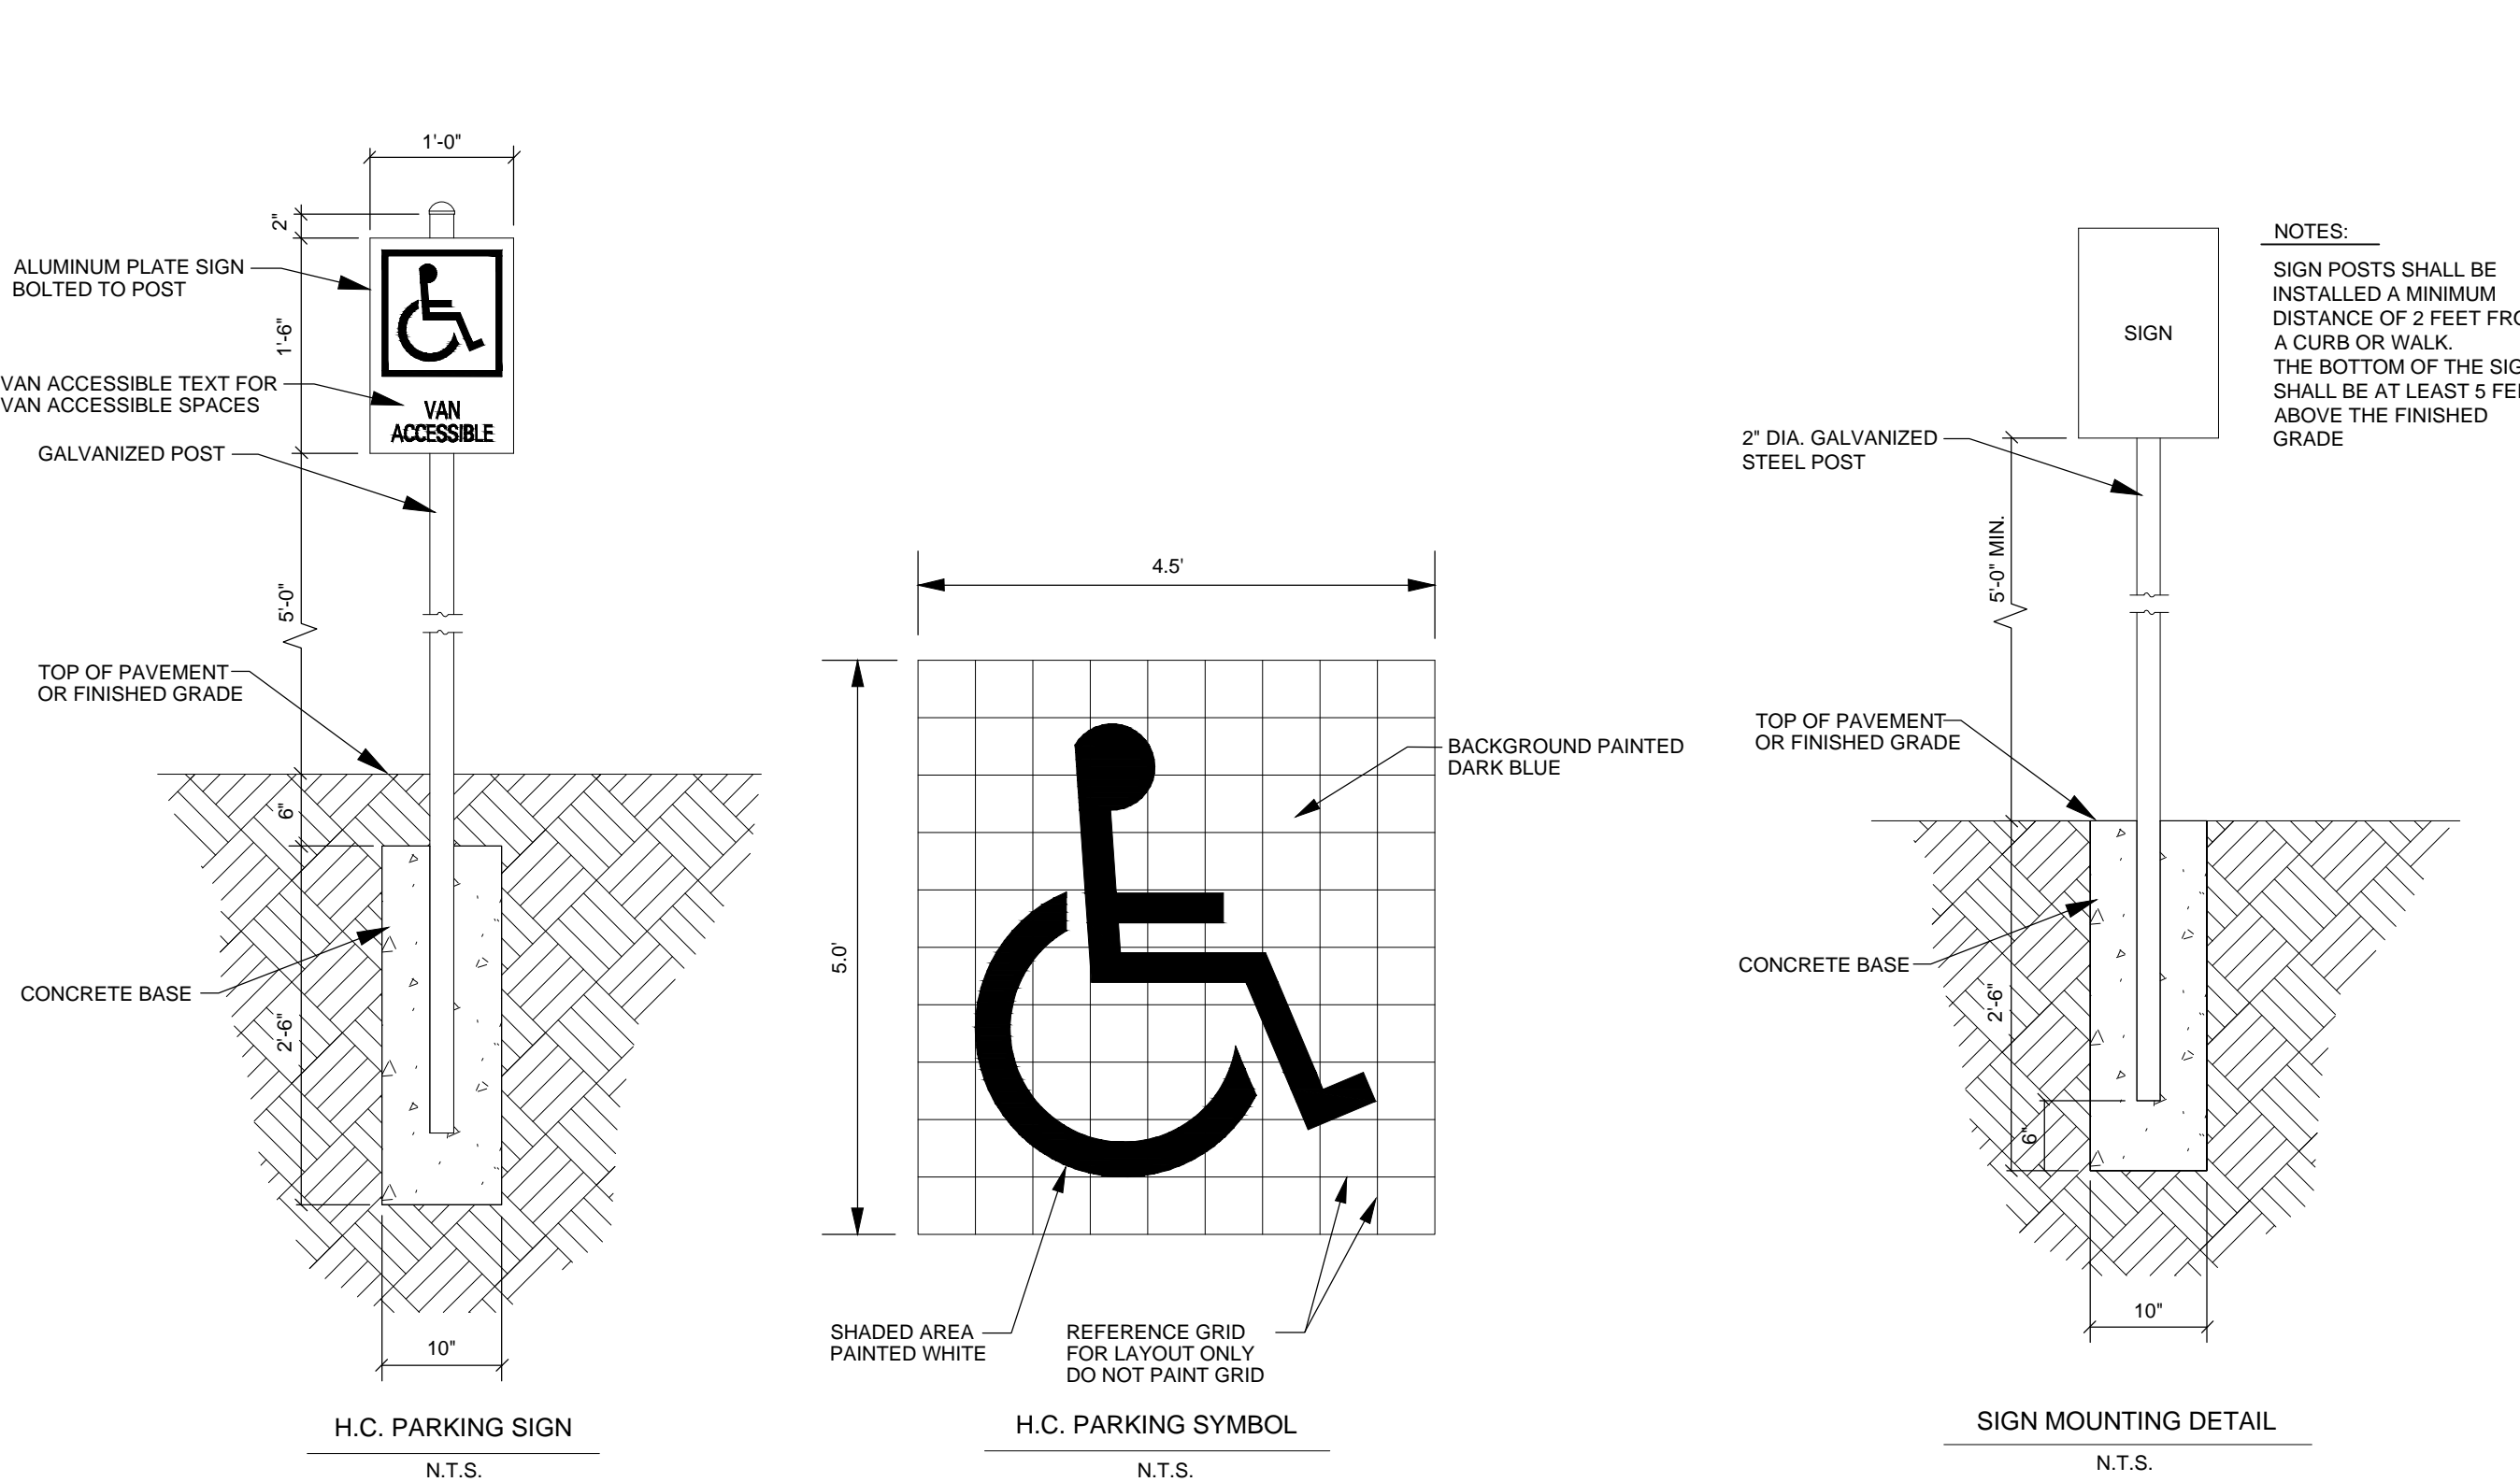 1'-0"
2"
ALUMINUM PLATE SIGN
BOLTED TO POST
1'-6"
VAN ACCESSIBLE TEXT FOR
VAN ACCESSIBLE SPACES
VAN
ACCESSIBLE
GALVANIZED POST
5'-0"
TOP OF PAVEMENT
OR FINISHED GRADE
6"
CONCRETE BASE
2'-6"
10"
H.C. PARKING SIGN
N.T.S.
4.5'
5.0'
BACKGROUND PAINTED
DARK BLUE
SHADED AREA
PAINTED WHITE
REFERENCE GRID
FOR LAYOUT ONLY
DO NOT PAINT GRID
H.C. PARKING SYMBOL
N.T.S.
SIGN
NOTES:
SIGN POSTS SHALL BE
INSTALLED A MINIMUM
DISTANCE OF 2 FEET
A CURB OR WALK.
THE BOTTOM OF THE
SHALL BE AT LEAST 5
ABOVE THE FINISHED
GRADE
2" DIA. GALVANIZED
STEEL POST
5'-0" MIN.
TOP OF PAVEMENT
OR FINISHED GRADE
CONCRETE BASE
2'-6"
6"
10"
SIGN MOUNTING DETAIL
N.T.S.